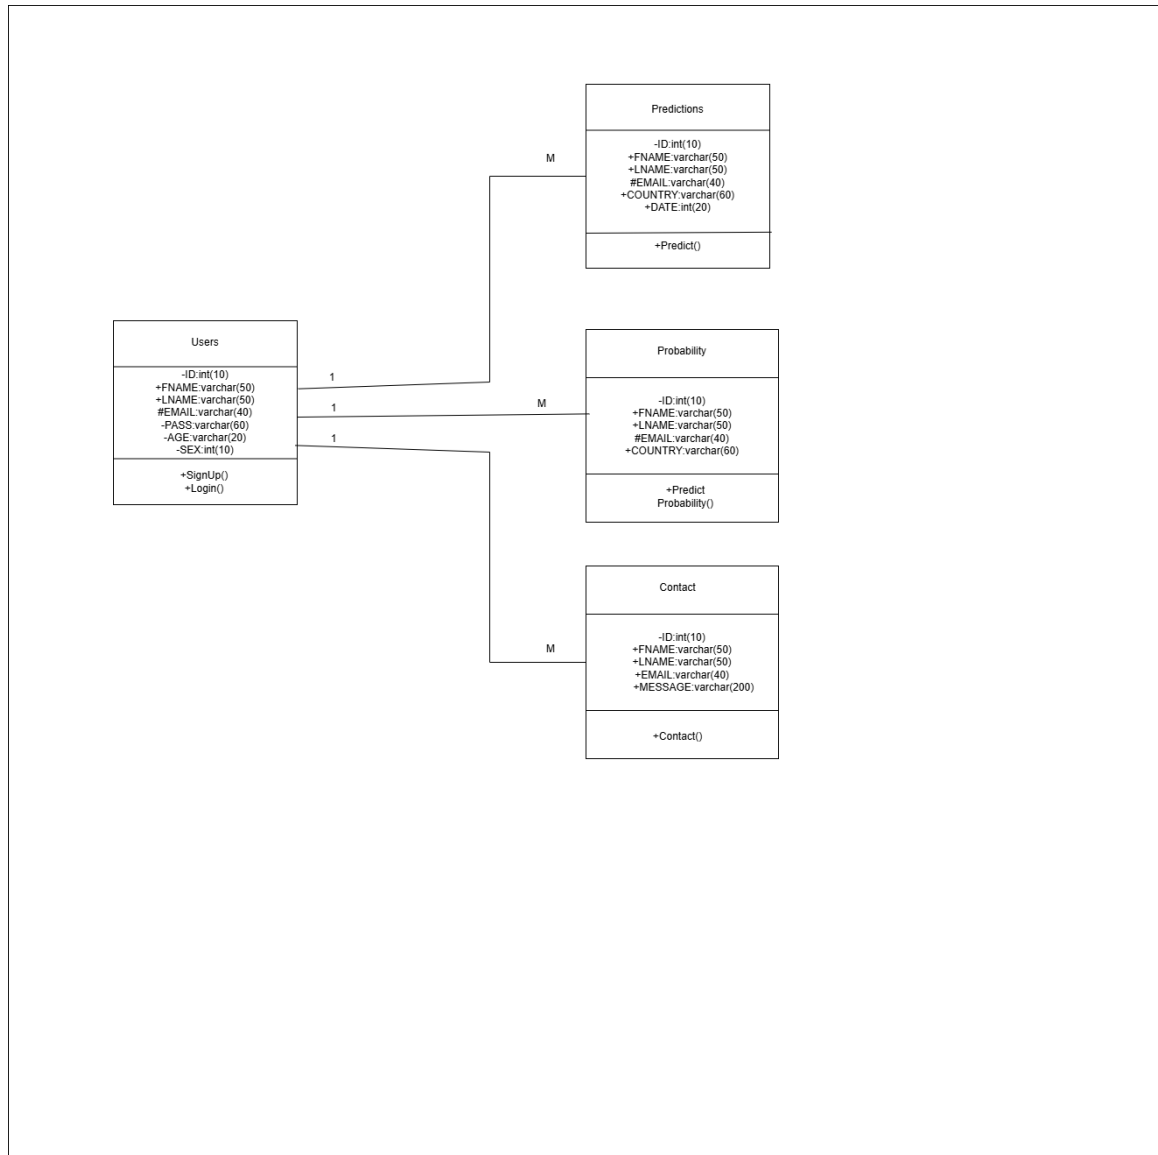 Predictions
-ID:int(10)
+FNAME:varchar(50)
+LNAME:varchar(50)
#EMAIL:varchar(40)
+COUNTRY:varchar(60)
+DATE:int(20)
+Predict()
M
Users
-ID:int(10)
+FNAME:varchar(50)
+LNAME:varchar(50)
#EMAIL:varchar(40)
-PASS:varchar(60)
-AGE:varchar(20)
-SEX:int(10)
+SignUp()
+Login()
1
1
1
M
Probability
-ID:int(10)
+FNAME:varchar(50)
+LNAME:varchar(50)
#EMAIL:varchar(40)
+COUNTRY:varchar(60)
+Predict
Probability()
M
Contact
-ID:int(10)
+FNAME:varchar(50)
+LNAME:varchar(50)
+EMAIL:varchar(40)
+MESSAGE:varchar(200)
+Contact()